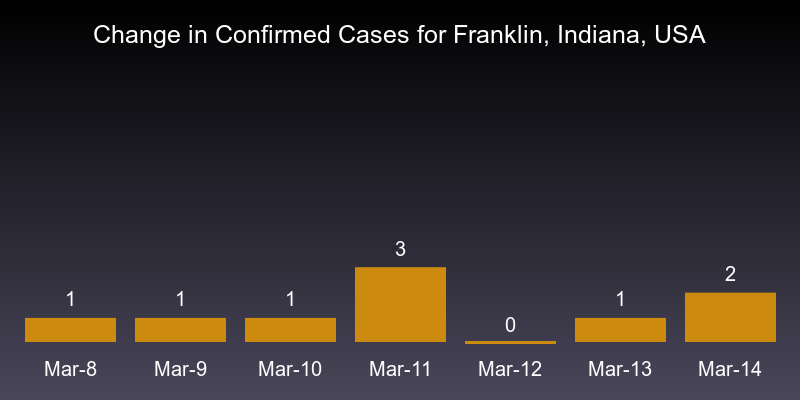 Change in Confirmed Cases for Franklin, Indiana, USA
1 1 1 3 0 1 2
Mar-8 Mar-9 Mar-10 Mar-11 Mar-12 Mar-13 Mar-14